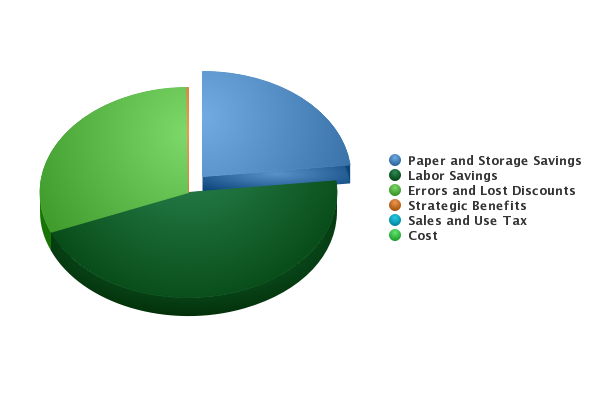 Paper and Storage Savings
Labor Savings
Errors and Lost Discounts
Strategic Benefits
Sales and Use Tax
Cost